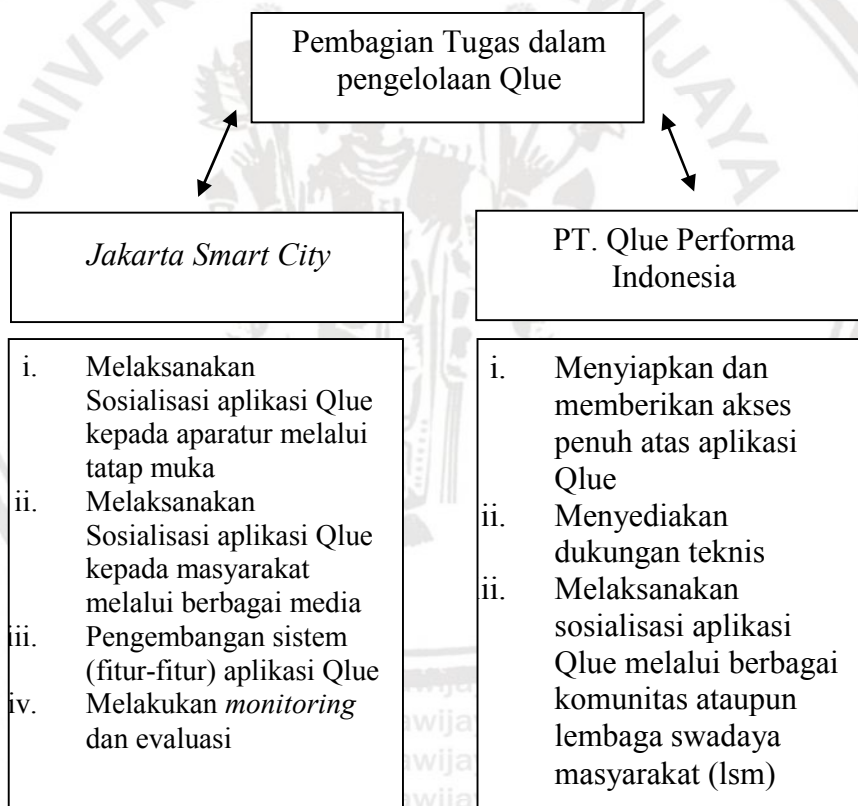 Pembagian Tugas dalam
pengelolaan Qlue
Jakarta Smart City
PT. Qlue Performa
Indonesia
i. Melaksanakan
Sosialisasi aplikasi Qlue
kepada aparatur melalui
tatap muka
ii. Melaksanakan
Sosialisasi aplikasi Qlue
kepada masyarakat
melalui berbagai media
iii. Pengembangan sistem
(fitur-fitur) aplikasi Qlue
iv. Melakukan monitoring
dan evaluasi
i. Menyiapkan dan
memberikan akses
penuh atas aplikasi
Qlue
ii. Menyediakan
dukungan teknis
ii. Melaksanakan
sosialisasi aplikasi
Qlue melalui berbagai
komunitas ataupun
lembaga swadaya
masyarakat (lsm)